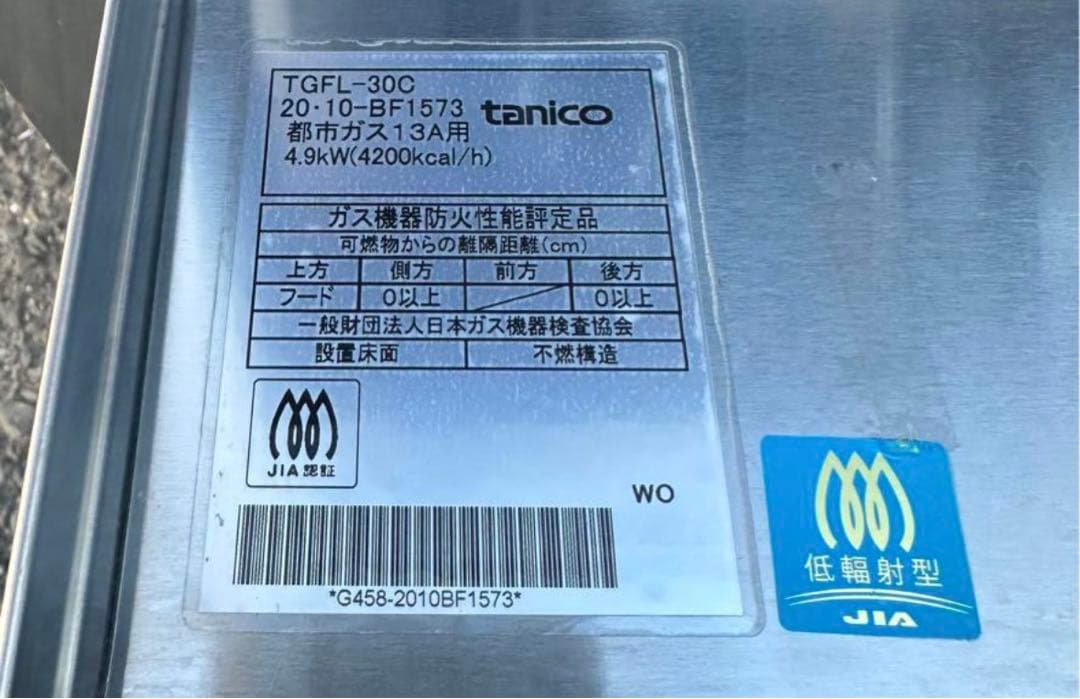 TGFL-30C
20・10-BF1573 tanico
都市ガス13A用
4.9kW(4200kcal/h)
ガス機器防火性能評定品
可燃物からの離隔距離(cm)
上方 側方 前方 後方
フード 0以上 0以上
一般財団法人日本ガス機器検査協会
設置床面 不燃構造
JIA認証
WO
*G458-2010BF1573*
低輻射型
JIA